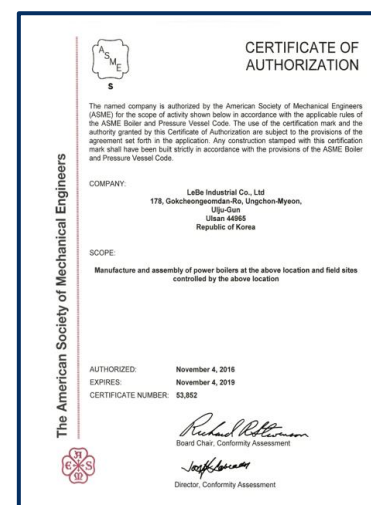 ASME
S
CERTIFICATE OF
AUTHORIZATION
The named company is authorized by the American Society of Mechanical Engineers
(ASME) for the scope of activity shown below in accordance with the applicable rules of
the ASME Boiler and Pressure Vessel Code. The use of the certification mark and the
authority granted by this Certificate of Authorization are subject to the provisions of the
agreement set forth in the application. Any construction stamped with this certification
mark shall have been built strictly in accordance with the provisions of the ASME Boiler
and Pressure Vessel Code.
COMPANY:
LeBe Industrial Co., Ltd
178, Gokcheongeomdan-Ro, Ungchon-Myeon,
Ulju-Gun
Ulsan 44965
Republic of Korea
SCOPE:
Manufacture and assembly of power boilers at the above location and field sites
controlled by the above location
AUTHORIZED: November 4, 2016
EXPIRES: November 4, 2019
CERTIFICATE NUMBER: 53,852
Board Chair, Conformity Assessment
Director, Conformity Assessment
The American Society of Mechanical Engineers
ASME